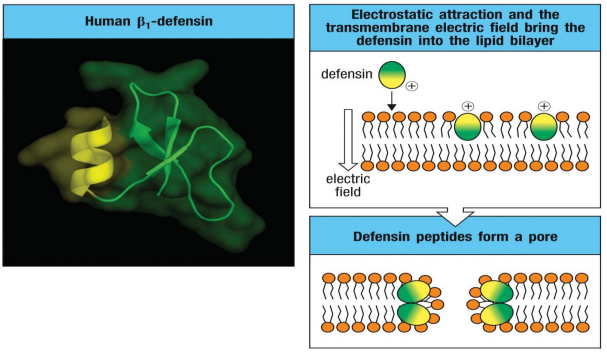 Human β₁-defensin
Electrostatic attraction and the
transmembrane electric field bring the
defensin into the lipid bilayer
defensin
+
+
+
electric
field
Defensin peptides form a pore